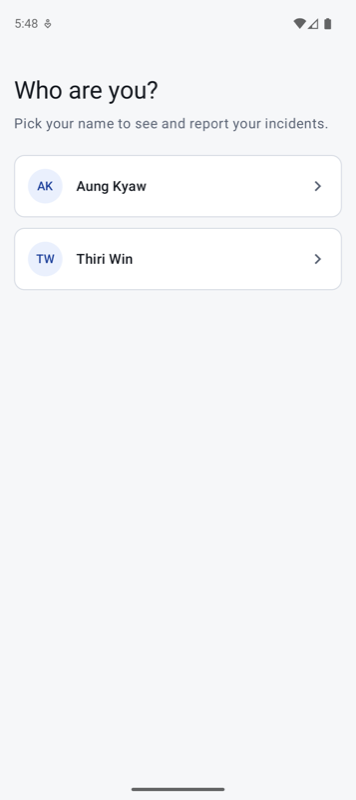 5:48
Who are you?
Pick your name to see and report your incidents.
AK Aung Kyaw
TW Thiri Win